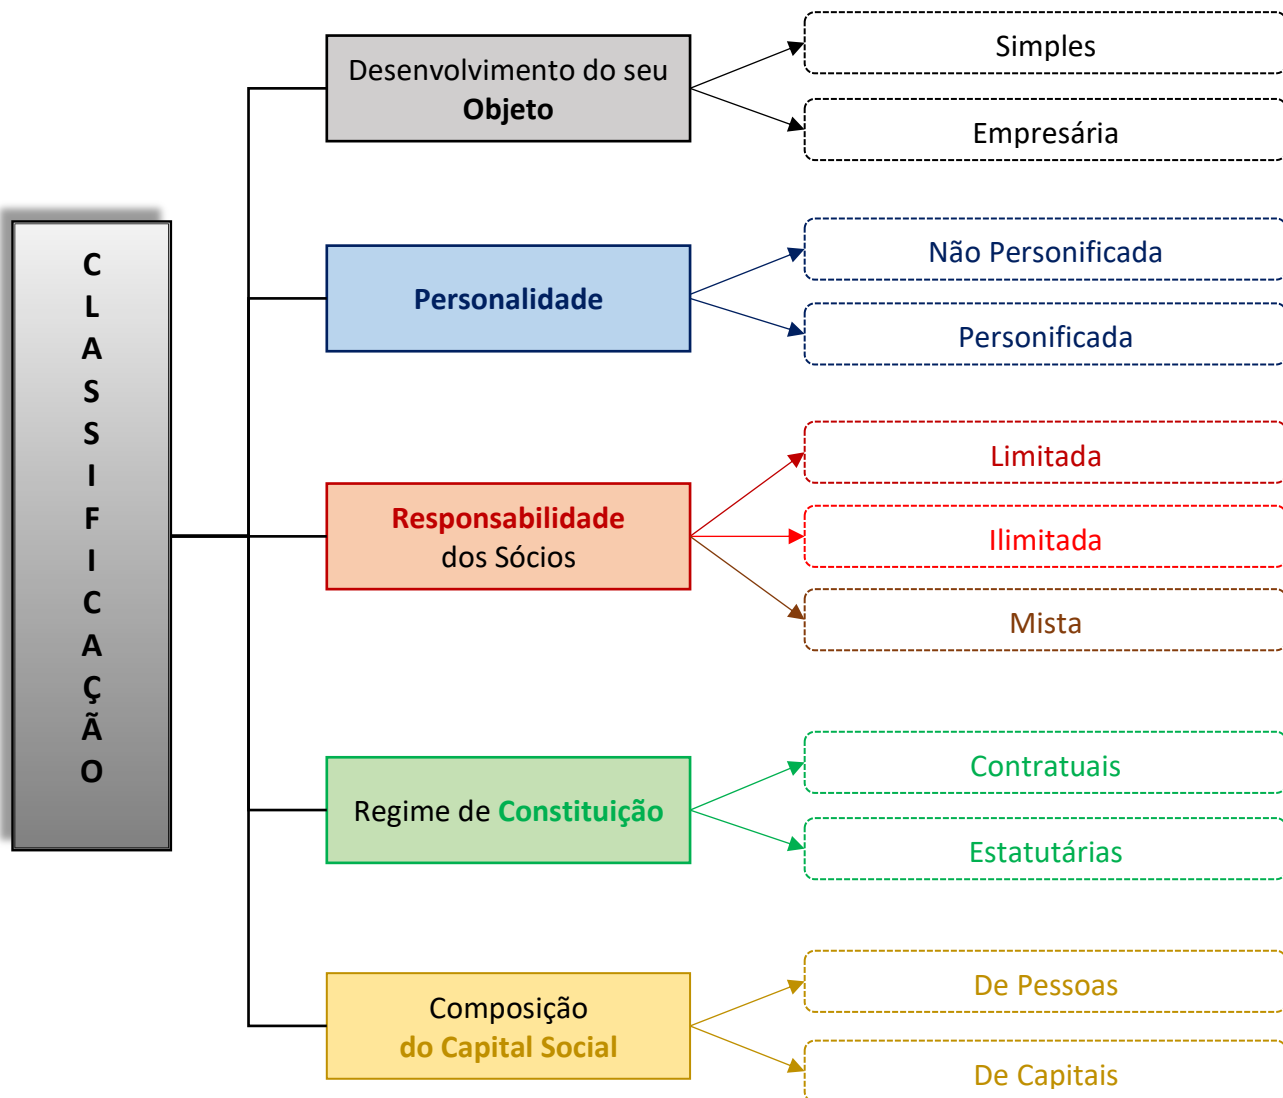 CLASSIFICAÇÃO
Desenvolvimento do seu
Objeto
Simples
Empresária
Personalidade
Não Personificada
Personificada
Responsabilidade
dos Sócios
Limitada
Ilimitada
Mista
Regime de Constituição
Contratuais
Estatutárias
Composição
do Capital Social
De Pessoas
De Capitais